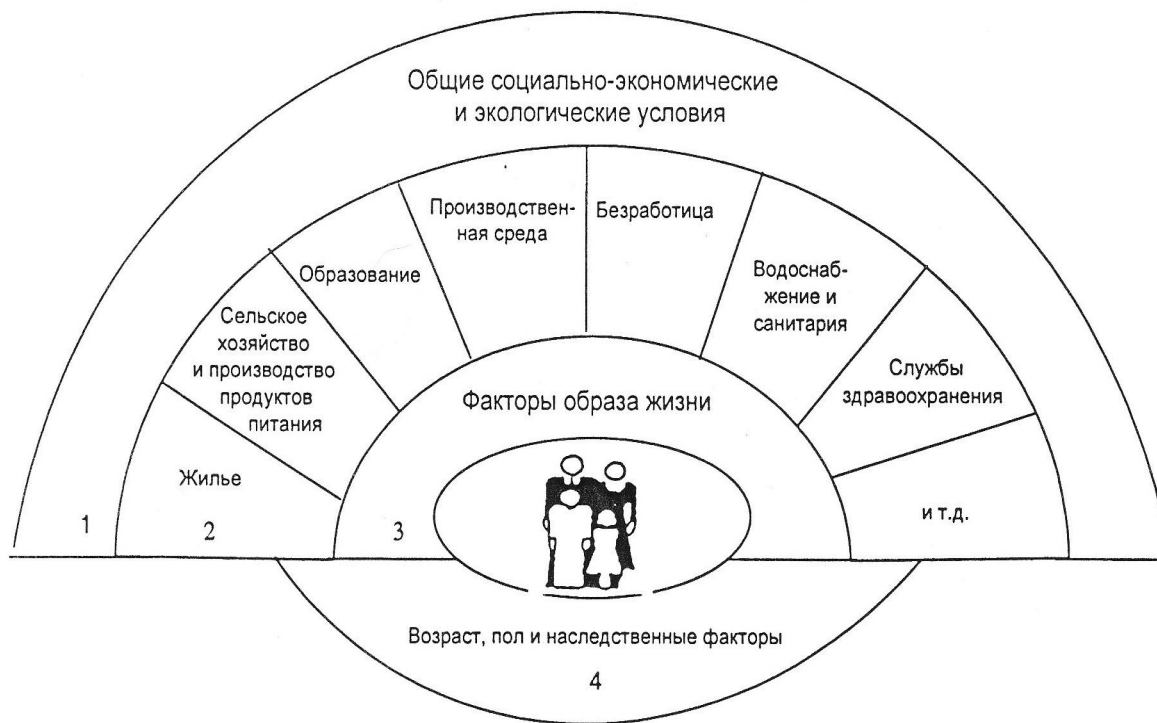 Общие социально-экономические
и экологические условия
Производствен-
ная среда
Безработица
Образование
Водоснаб-
жение и
санитария
Сельское
хозяйство
и производство
продуктов
питания
Службы
здравоохранения
Факторы образа жизни
Жилье
и т.д.
1
2
3
Возраст, пол и наследственные факторы
4